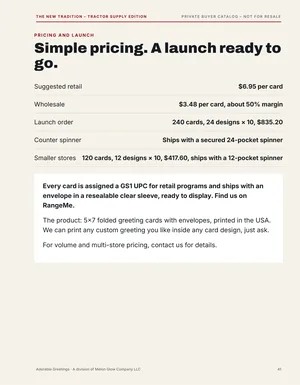 THE NEW TRADITION · TRACTOR SUPPLY EDITION
PRIVATE BUYER CATALOG · NOT FOR RESALE
PRICING AND LAUNCH
Simple pricing. A launch ready to
go.
Suggested retail $6.95 per card
Wholesale $3.48 per card, about 50% margin
Launch order 240 cards, 24 designs × 10, $835.20
Counter spinner Ships with a secured 24-pocket spinner
Smaller stores 120 cards, 12 designs × 10, $417.60, ships with a 12-pocket spinner
Every card is assigned a GS1 UPC for retail programs and ships with an
envelope in a resealable clear sleeve, ready to display. Find us on
RangeMe.
The product: 5×7 folded greeting cards with envelopes, printed in the USA.
We can print any custom greeting you like inside any card design, just ask.
For volume and multi-store pricing, contact us for details.
Adorable Greetings · A division of